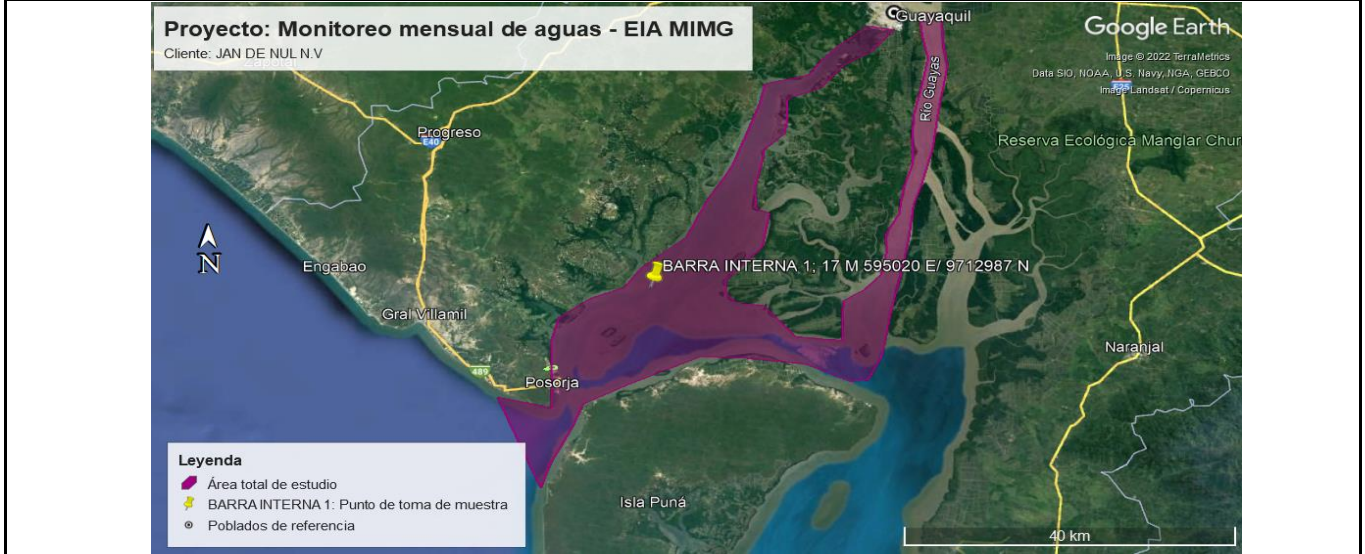 Proyecto: Monitoreo mensual de aguas - EIA MIMG
Cliente: JAN DE NUL N.V
Guayaquil
Google Earth
Image © 2022 TerraMetrics
Data SIO, NOAA, U.S. Navy, NGA, GEBCO
Image Landsat / Copernicus
E25
Río Guayas
Progreso
E40
Reserva Ecológica Manglar Chur
N
Engabao
BARRA INTERNA 1; 17 M 595020 E/ 9712987 N
Gral Villamil
Naranjal
489
Posorja
Leyenda
Área total de estudio
BARRA INTERNA 1: Punto de toma de muestra
Poblados de referencia
Isla Puná
40 km